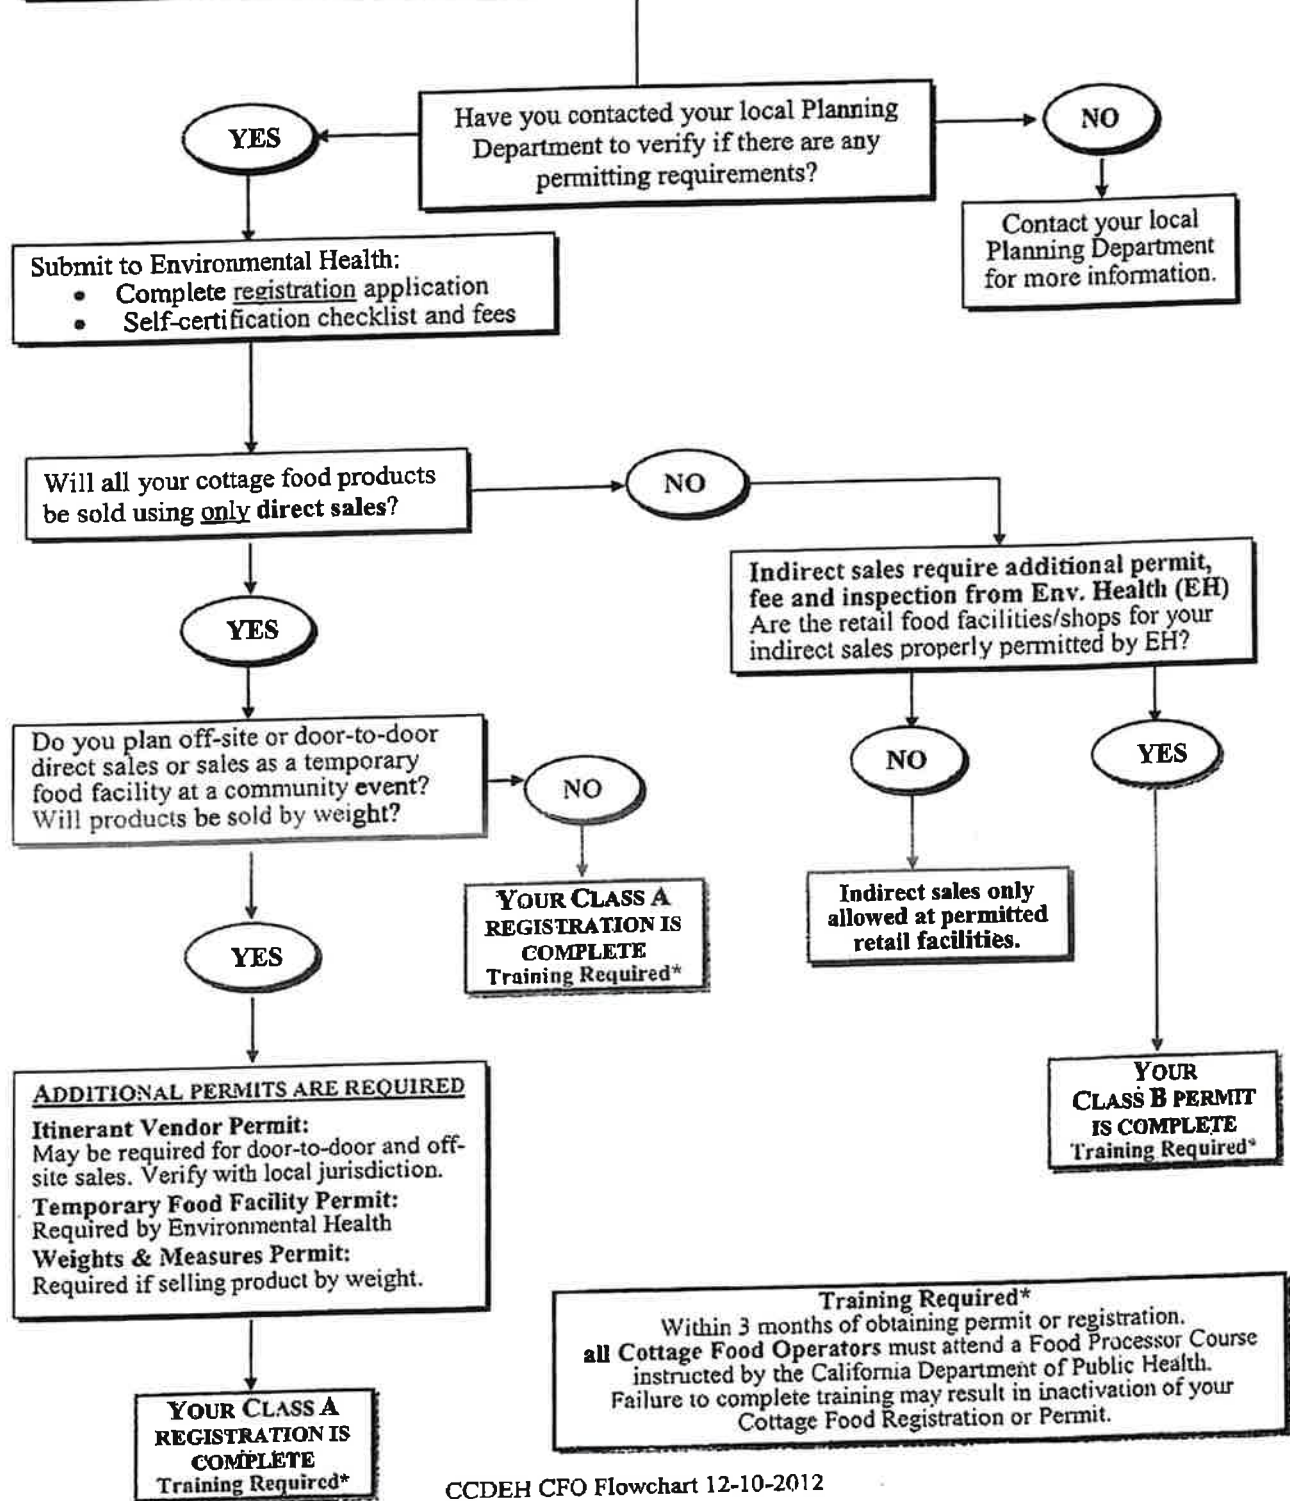 Have you contacted your local Planning
Department to verify if there are any
permitting requirements?
YES
NO
Contact your local
Planning Department
for more information.
Submit to Environmental Health:
• Complete registration application
• Self-certification checklist and fees
Will all your cottage food products
be sold using only direct sales?
NO
YES
Indirect sales require additional permit,
fee and inspection from Env. Health (EH)
Are the retail food facilities/shops for your
indirect sales properly permitted by EH?
Do you plan off-site or door-to-door
direct sales or sales as a temporary
food facility at a community event?
Will products be sold by weight?
NO
NO
YES
YOUR CLASS A
REGISTRATION IS
COMPLETE
Training Required*
Indirect sales only
allowed at permitted
retail facilities.
YES
ADDITIONAL PERMITS ARE REQUIRED
Itinerant Vendor Permit:
May be required for door-to-door and off-
site sales. Verify with local jurisdiction.
Temporary Food Facility Permit:
Required by Environmental Health
Weights & Measures Permit:
Required if selling product by weight.
YOUR
CLASS B PERMIT
IS COMPLETE
Training Required*
Training Required*
Within 3 months of obtaining permit or registration.
all Cottage Food Operators must attend a Food Processor Course
instructed by the California Department of Public Health.
Failure to complete training may result in inactivation of your
Cottage Food Registration or Permit.
YOUR CLASS A
REGISTRATION IS
COMPLETE
Training Required*
CCDEH CFO Flowchart 12-10-2012